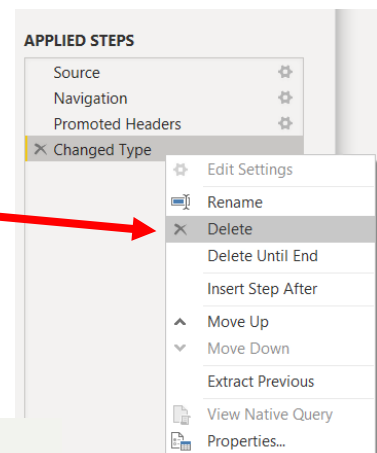 APPLIED STEPS
Source
Navigation
Promoted Headers
Changed Type
Edit Settings
Rename
Delete
Delete Until End
Insert Step After
Move Up
Move Down
Extract Previous
View Native Query
Properties...